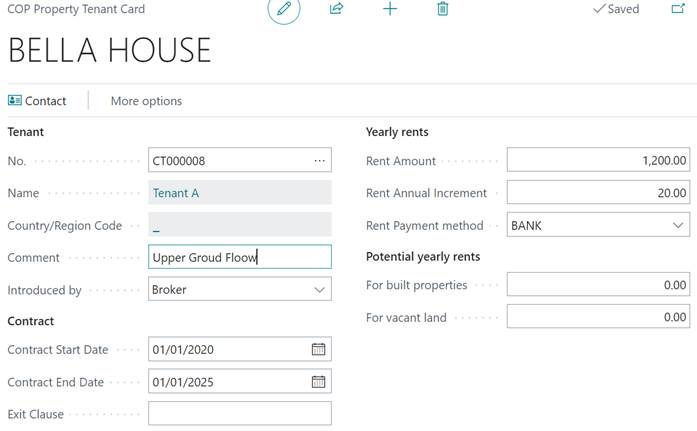 COP Property Tenant Card
Saved
BELLA HOUSE
Contact
More options
Tenant
No.
CT000008
...
Name
Tenant A
Country/Region Code
_
Comment
Upper Groud Floow
Introduced by
Broker
Contract
Contract Start Date
01/01/2020
Contract End Date
01/01/2025
Exit Clause
Yearly rents
Rent Amount
1,200.00
Rent Annual Increment
20.00
Rent Payment method
BANK
Potential yearly rents
For built properties
0.00
For vacant land
0.00